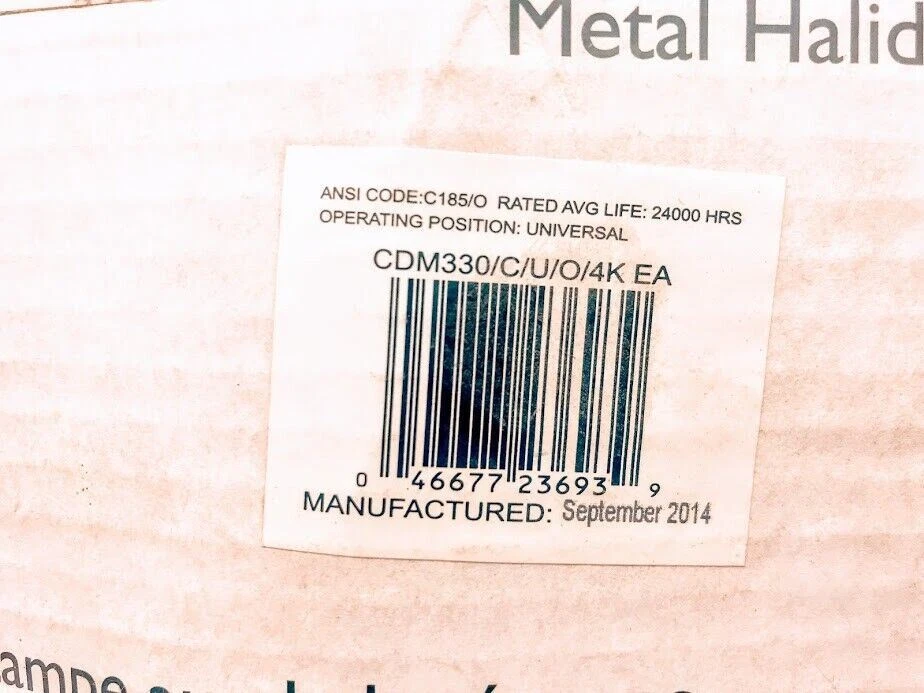 Metal Halid
ANSI CODE:C185/O RATED AVG LIFE: 24000 HRS
OPERATING POSITION: UNIVERSAL
CDM330/C/U/O/4K EA
0 46677 23693 9
MANUFACTURED: September 2014
ampe